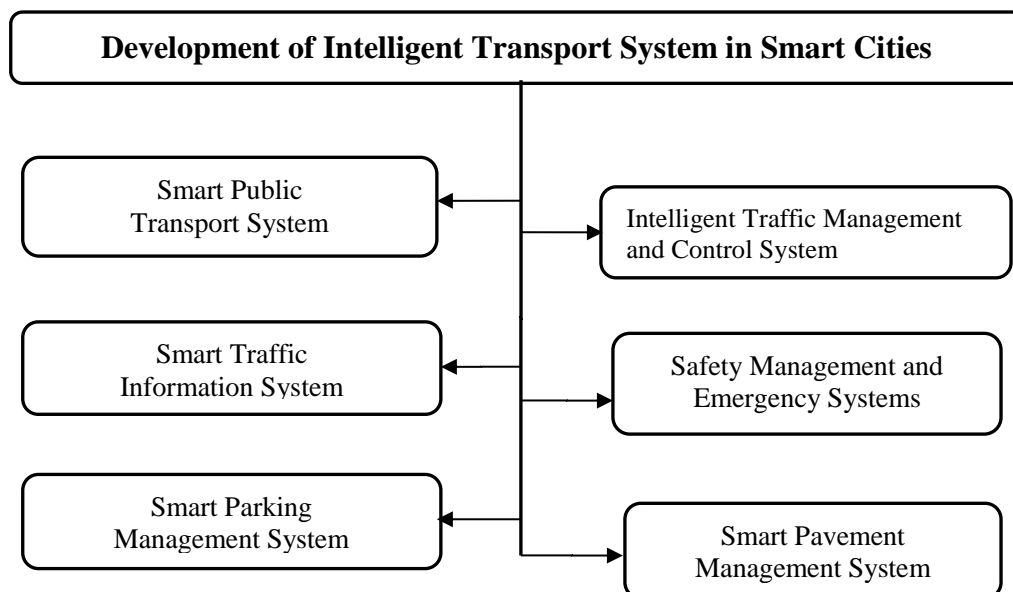 Development of Intelligent Transport System in Smart Cities
Smart Public
Transport System
Intelligent Traffic Management
and Control System
Smart Traffic
Information System
Safety Management and
Emergency Systems
Smart Parking
Management System
Smart Pavement
Management System